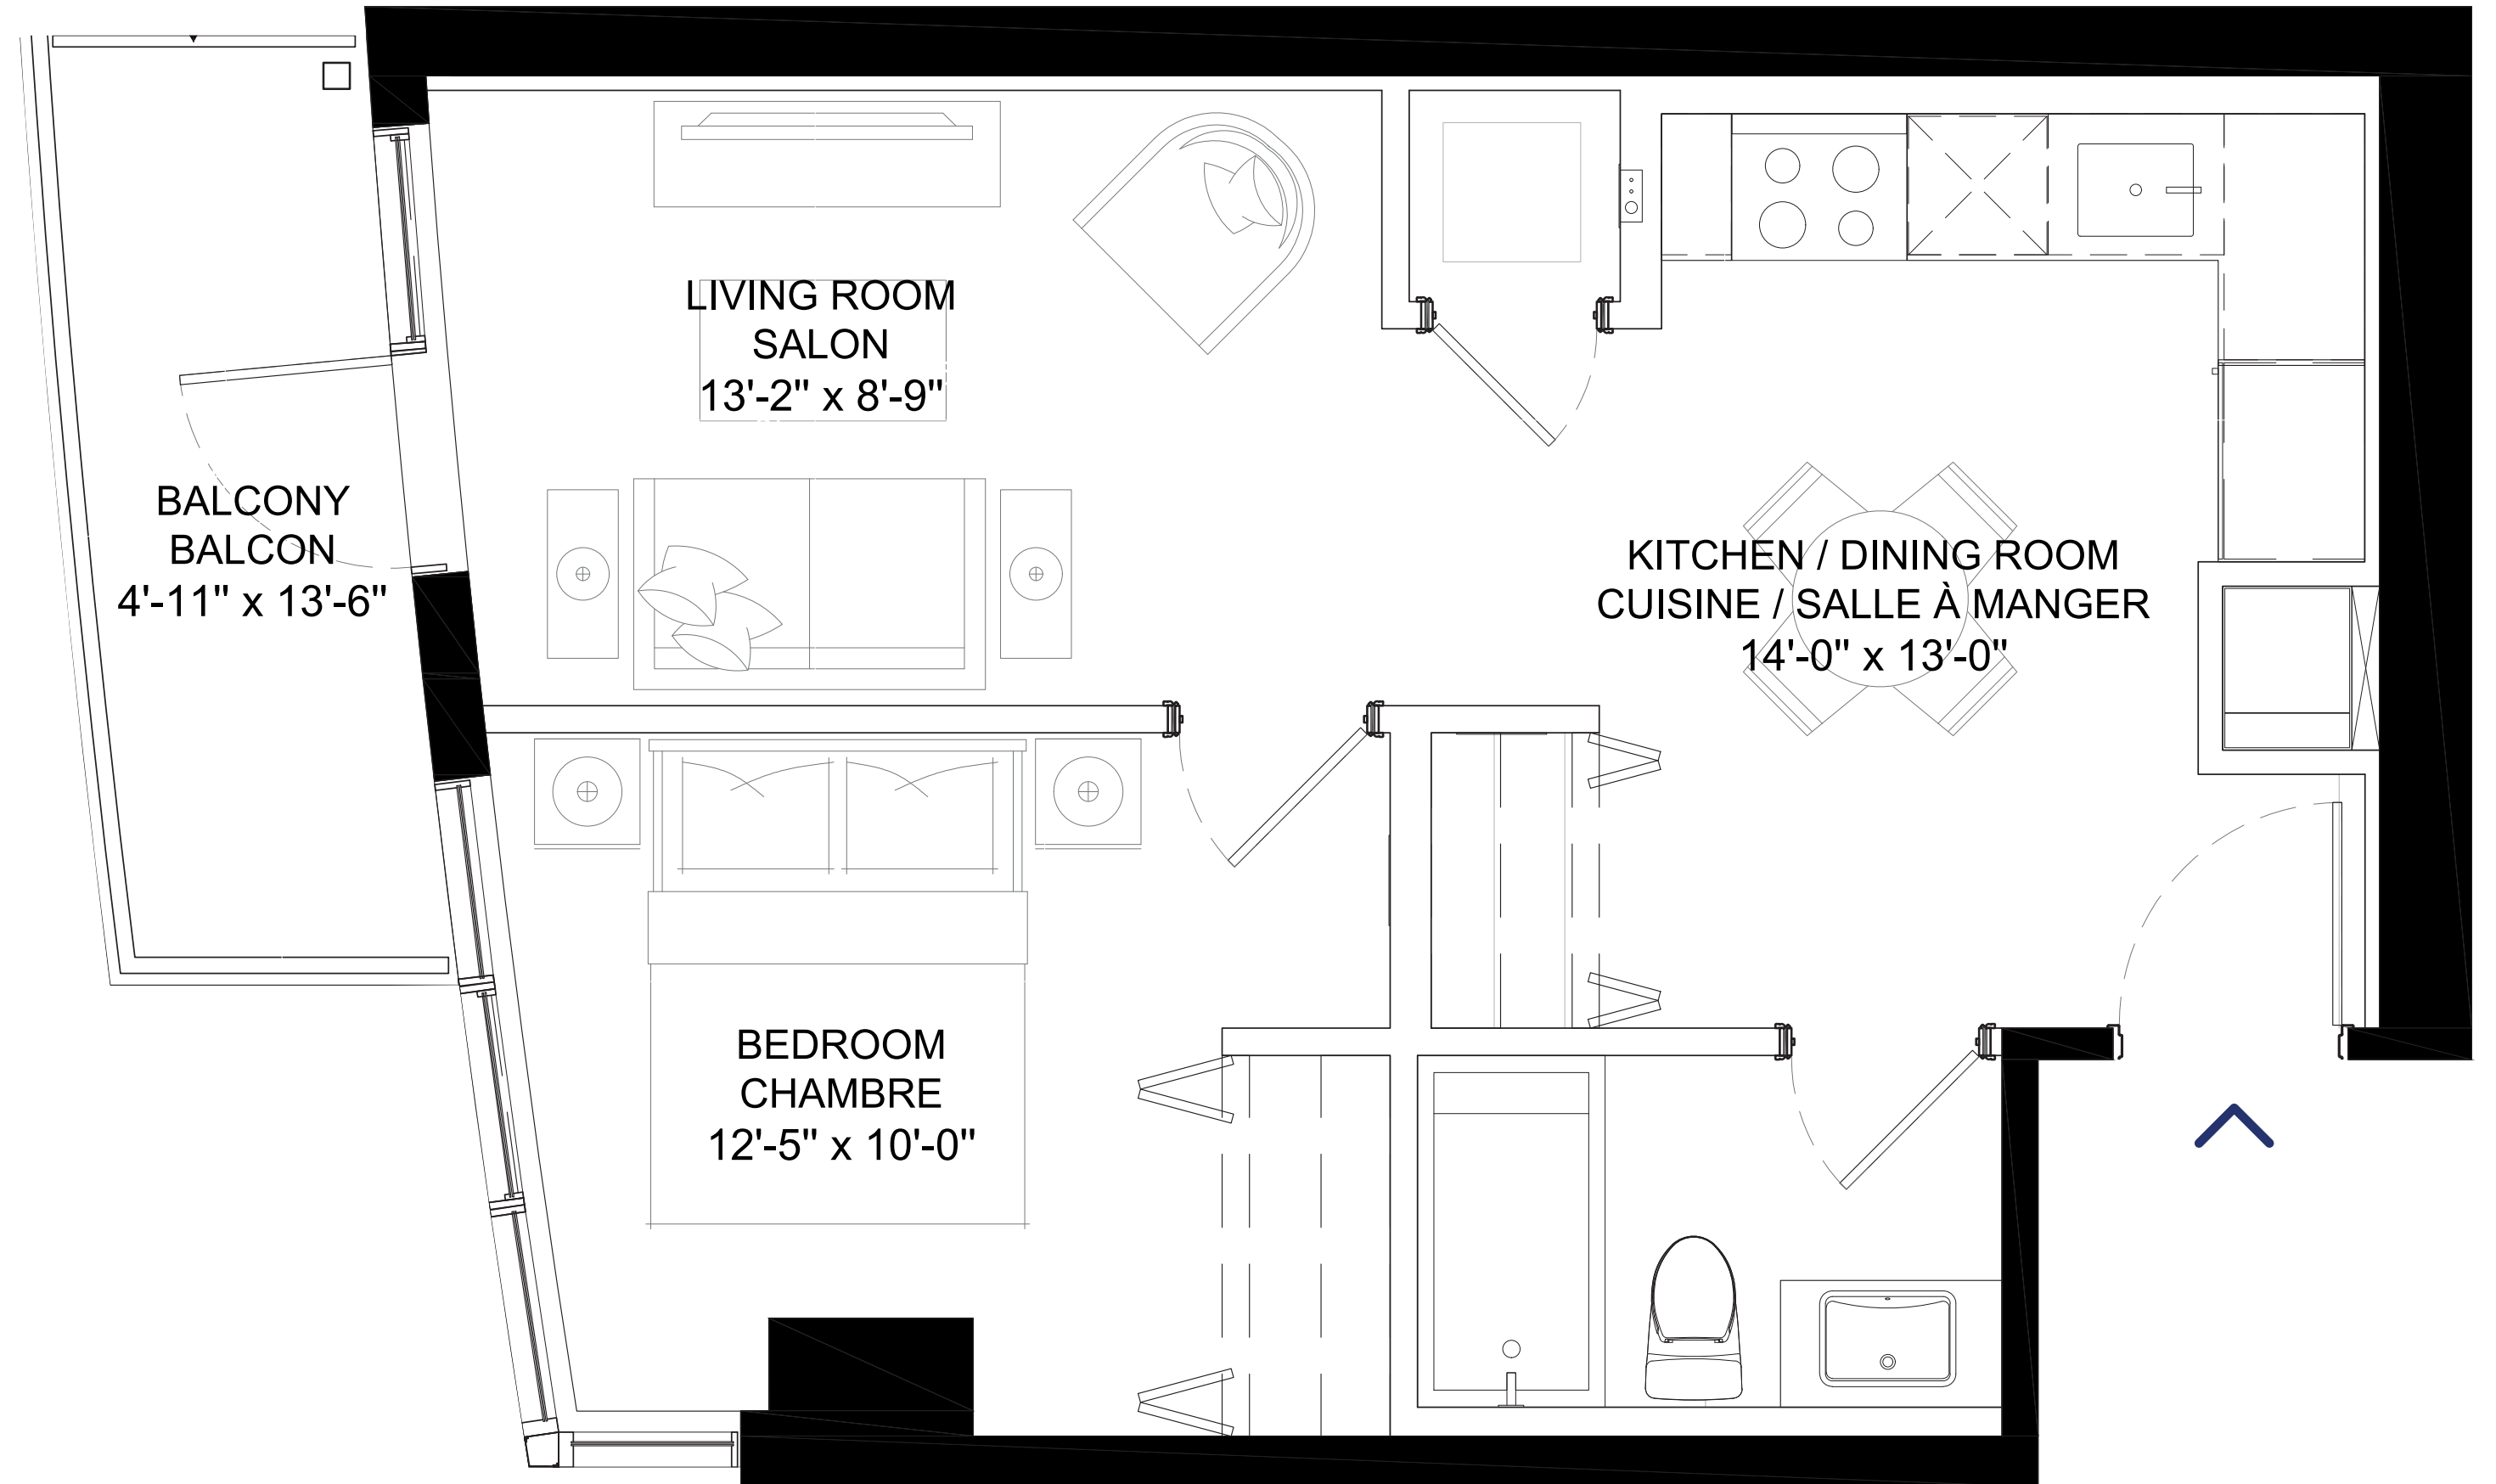 LIVING ROOM
SALON
13'-2" x 8'-9"
BALCONY
BALCON
4'-11" x 13'-6"
KITCHEN / DINING ROOM
CUISINE / SALLE À MANGER
14'-0" x 13'-0"
BEDROOM
CHAMBRE
12'-5" x 10'-0"